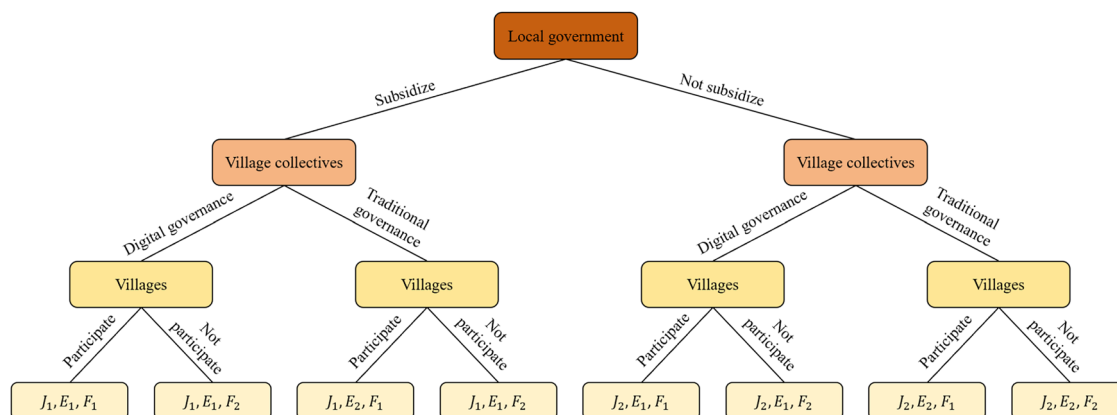 Local government
Subsidize
Not subsidize
Village collectives
Village collectives
Digital governance
Traditional
governance
Digital governance
Traditional
governance
Villages
Villages
Villages
Villages
Participate
Not
participate
Participate
Not
participate
Participate
Not
participate
Participate
Not
participate
J₁, E₁, F₁
J₁, E₁, F₂
J₁, E₂, F₁
J₁, E₁, F₂
J₂, E₁, F₁
J₂, E₁, F₂
J₂, E₂, F₁
J₂, E₂, F₂